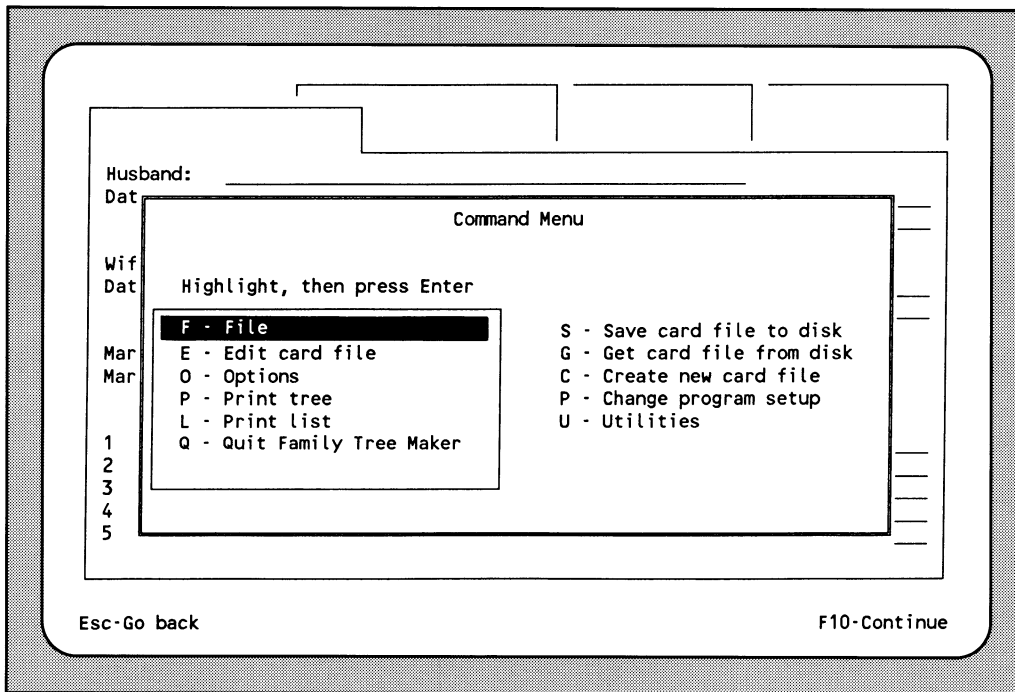 Husband:
Dat
Command Menu
Wif
Dat
Highlight, then press Enter
F - File
Mar
E - Edit card file
Mar
O - Options
P - Print tree
L - Print list
1
Q - Quit Family Tree Maker
2
3
4
5
S - Save card file to disk
G - Get card file from disk
C - Create new card file
P - Change program setup
U - Utilities
Esc-Go back
F10-Continue